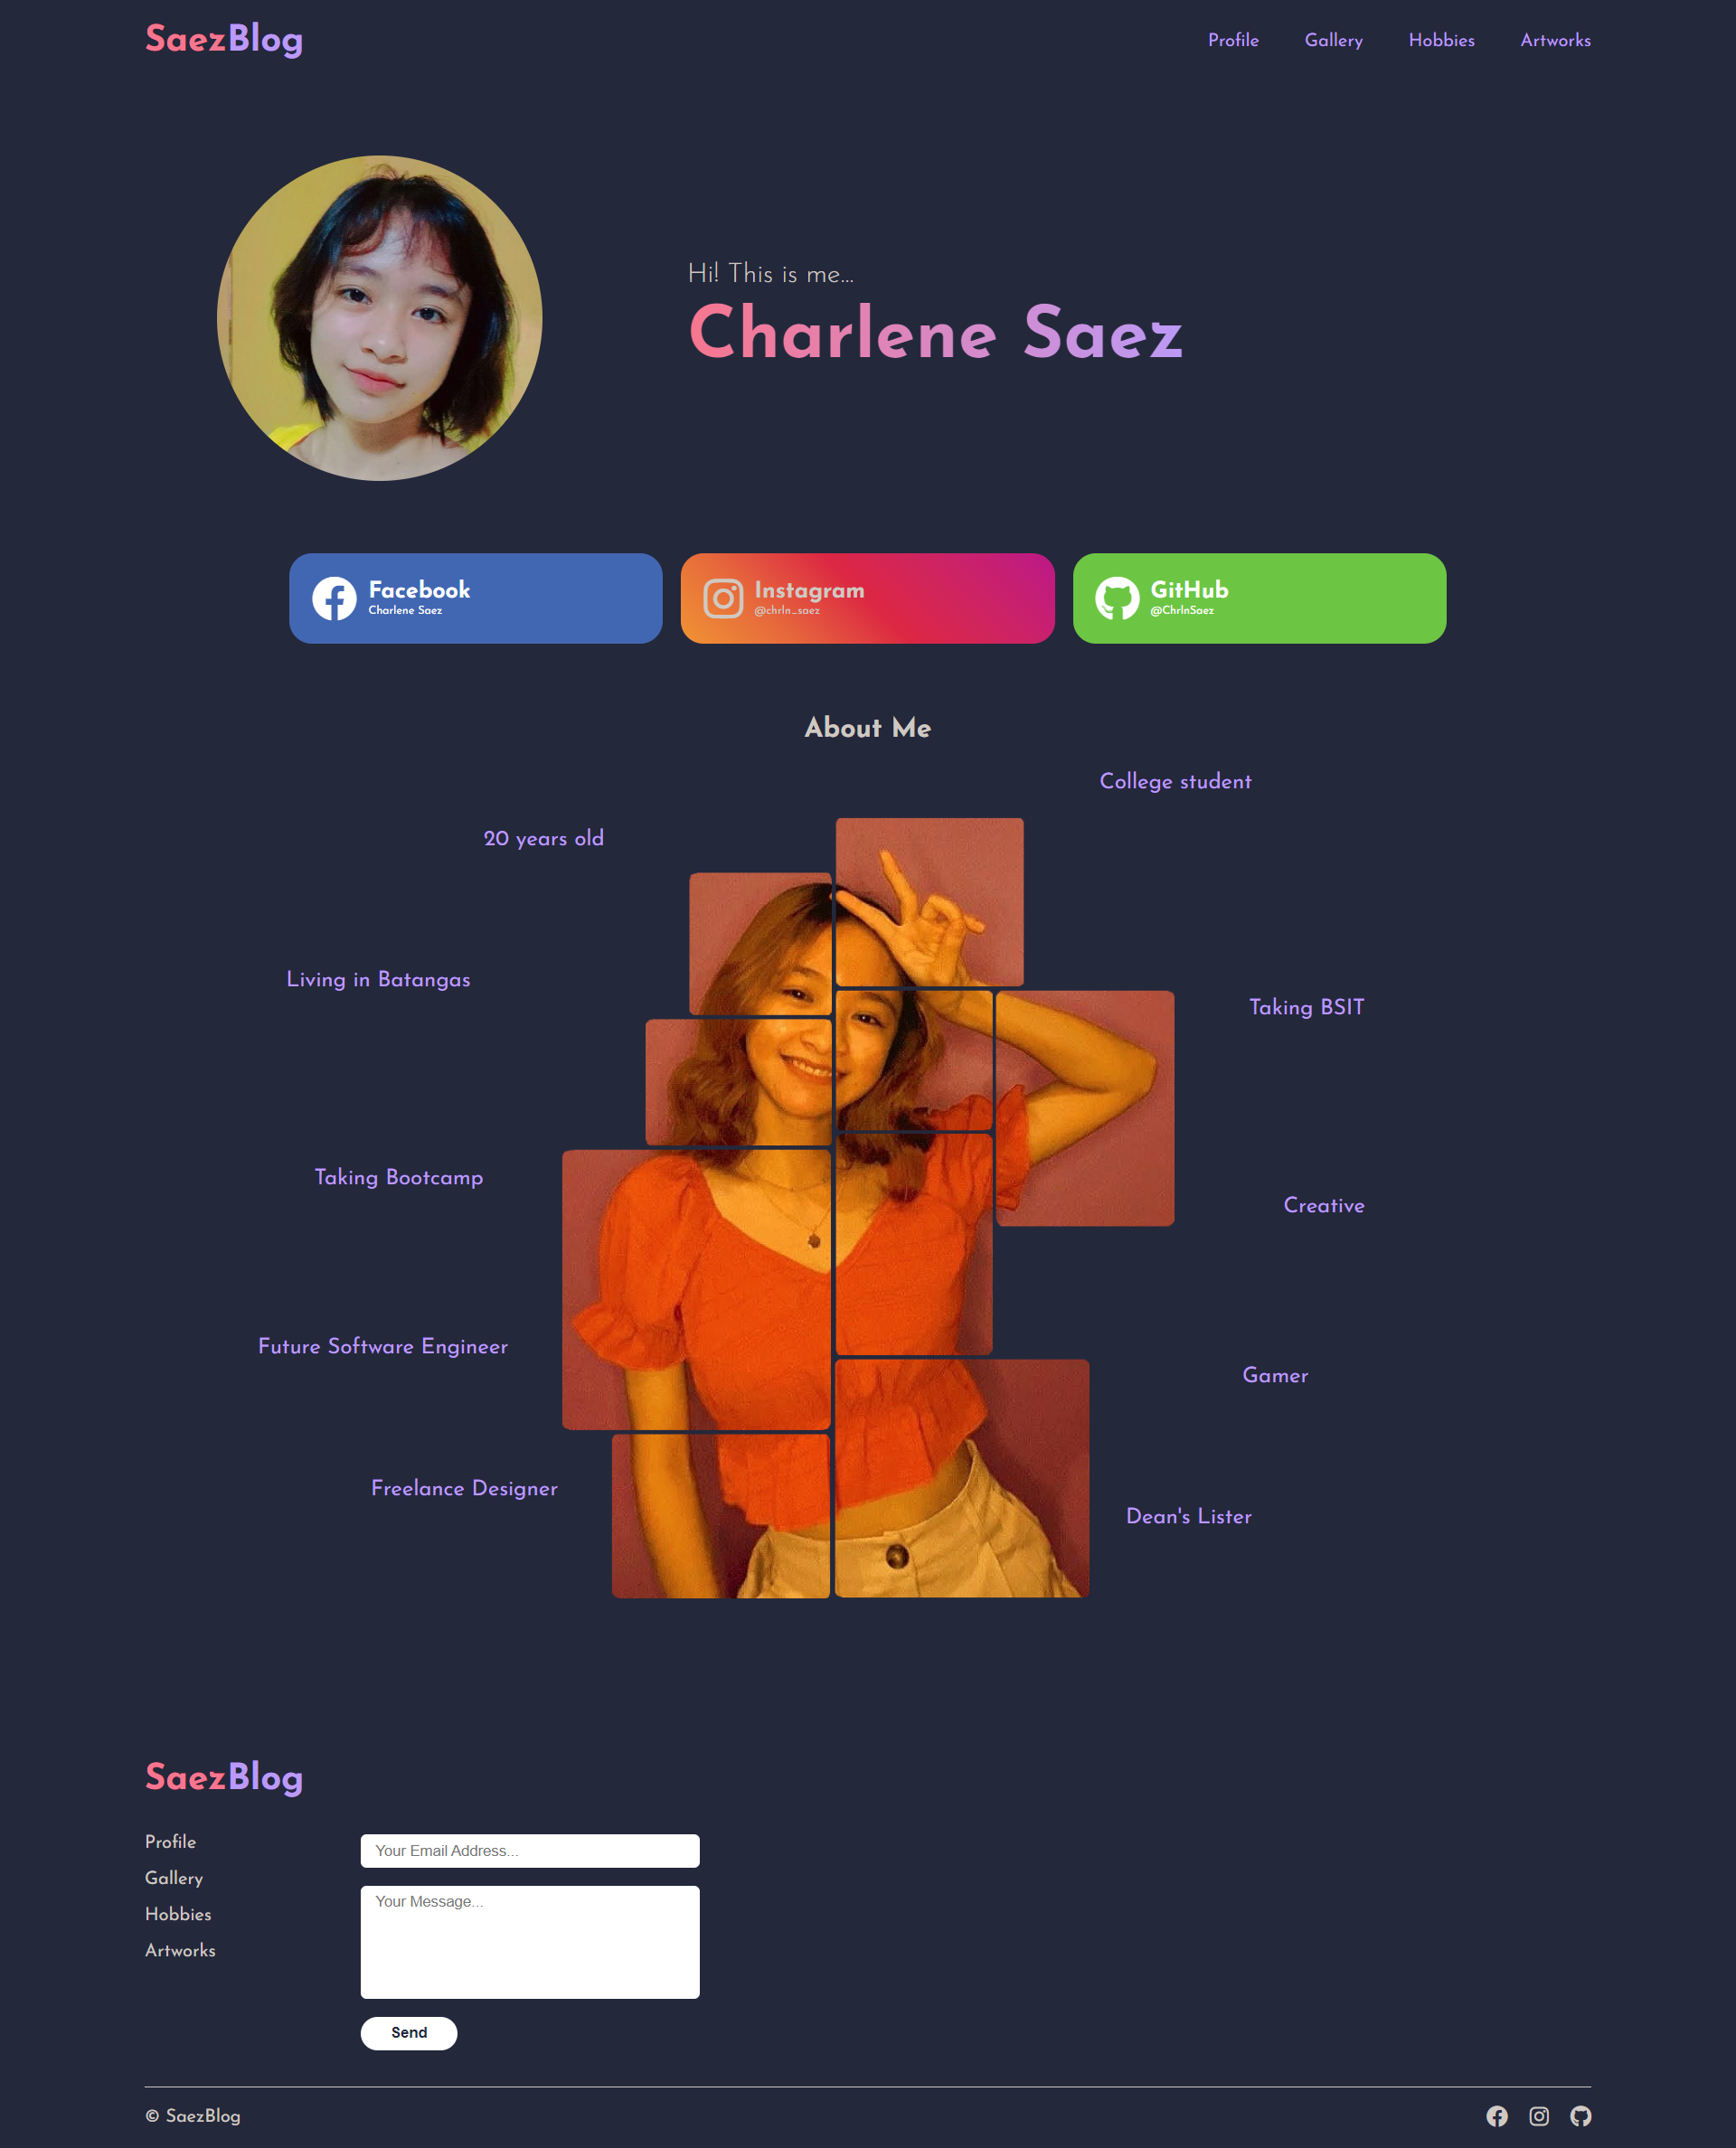 SaezBlog
Profile Gallery Hobbies Artworks
Hi! This is me...
Charlene Saez
Facebook
Charlene Saez
Instagram
@chrln_saez
GitHub
@ChrlnSaez
About Me
College student
20 years old
Living in Batangas
Taking BSIT
Taking Bootcamp
Creative
Future Software Engineer
Gamer
Freelance Designer
Dean's Lister
SaezBlog
Profile
Gallery
Hobbies
Artworks
Your Email Address...
Your Message...
Send
© SaezBlog